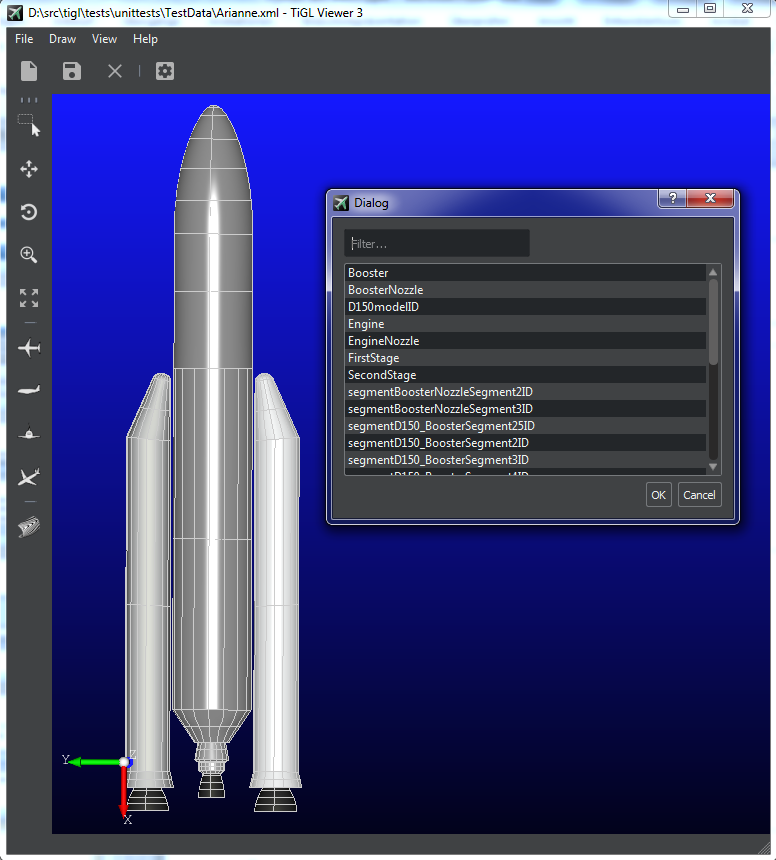 D:\src\tigl\tests\unittests\TestData\Arianne.xml - TiGL Viewer 3
File Draw View Help
Dialog
?
Filter...
Booster
BoosterNozzle
D150modelID
Engine
EngineNozzle
FirstStage
SecondStage
segmentBoosterNozzleSegment2ID
segmentBoosterNozzleSegment3ID
segmentD150_BoosterSegment25ID
segmentD150_BoosterSegment2ID
segmentD150_BoosterSegment3ID
segmentD150_BoosterSegment4ID
OK Cancel
Y Z
X